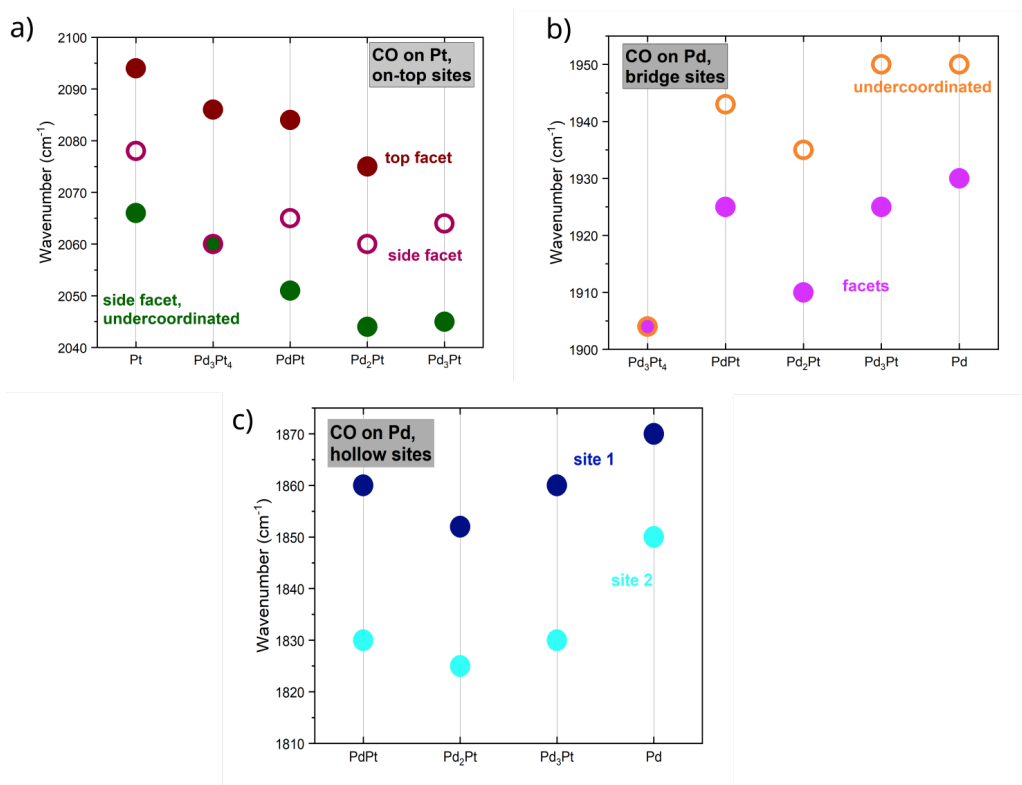 a)
CO on Pt,
on-top sites
2100
2090
2080
2070
2060
2050
2040
Wavenumber (cm⁻¹)
top facet
side facet
side facet,
undercoordinated
Pt
Pd₃Pt₄
PdPt
Pd₂Pt
Pd₃Pt
b)
CO on Pd,
bridge sites
1950
1940
1930
1920
1910
1900
Wavenumber (cm⁻¹)
undercoordinated
facets
Pd₃Pt₄
PdPt
Pd₂Pt
Pd₃Pt
Pd
c)
CO on Pd,
hollow sites
1870
1860
1850
1840
1830
1820
1810
Wavenumber (cm⁻¹)
site 1
site 2
PdPt
Pd₂Pt
Pd₃Pt
Pd